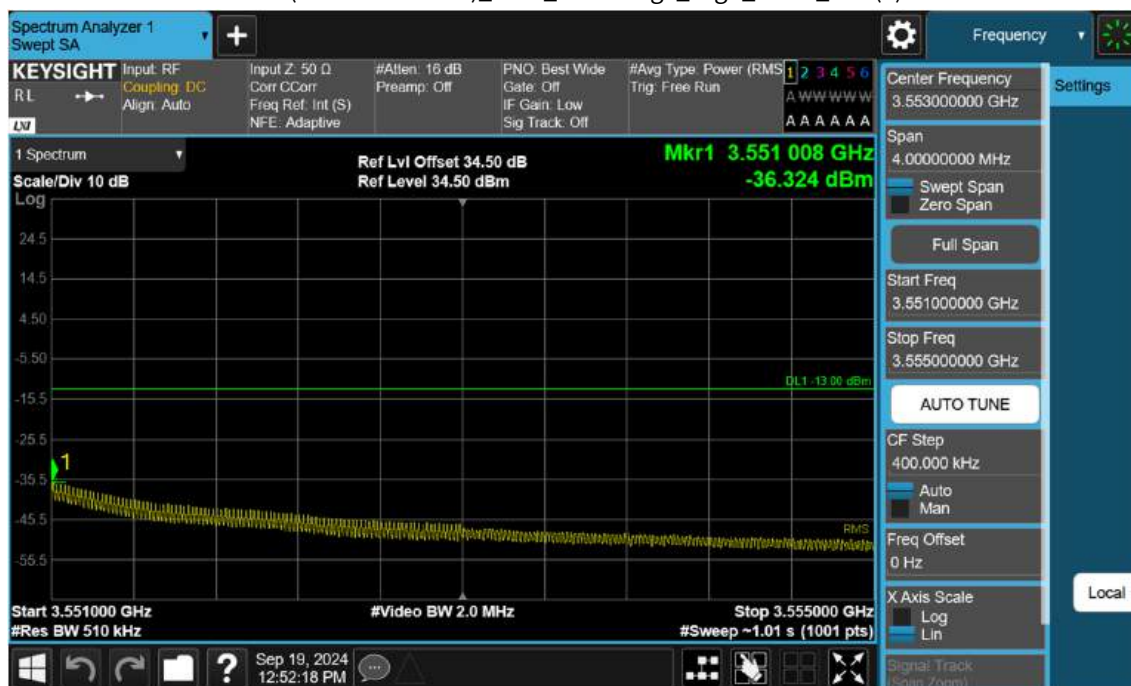 Spectrum Analyzer 1
Swept SA
+
Frequency
KEYSIGHT
RL
LXI
Input: RF
Coupling: DC
Align: Auto
Input Z: 50 Ω
Corr CCorr
Freq Ref: Int (S)
NFE: Adaptive
#Atten: 16 dB
Preamp: Off
PNO: Best Wide
Gate: Off
IF Gain: Low
Sig Track: Off
#Avg Type: Power (RMS
Trig: Free Run
1 2 3 4 5 6
A W W W W W
A A A A A A
Center Frequency
3.553000000 GHz
Settings
Span
4.00000000 MHz
Swept Span
Zero Span
Full Span
Start Freq
3.551000000 GHz
Stop Freq
3.555000000 GHz
AUTO TUNE
CF Step
400.000 kHz
Auto
Man
Freq Offset
0 Hz
X Axis Scale
Log
Lin
Signal Track
(Span Zoom)
Local
1 Spectrum
Scale/Div 10 dB
Log
Ref Lvl Offset 34.50 dB
Ref Level 34.50 dBm
Mkr1 3.551 008 GHz
-36.324 dBm
24.5
14.5
4.50
-5.50
DL1 -13.00 dBm
-15.5
-25.5
1
-35.5
-45.5
RMS
-55.5
Start 3.551000 GHz
#Res BW 510 kHz
#Video BW 2.0 MHz
Stop 3.555000 GHz
#Sweep ~1.01 s (1001 pts)
?
Sep 19, 2024
12:52:18 PM